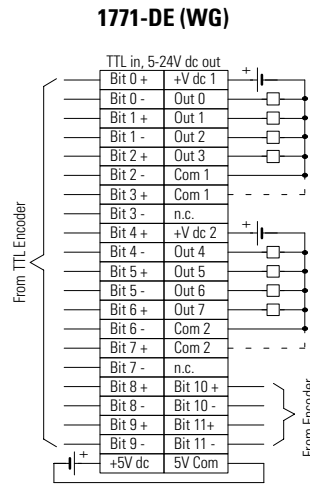 1771-DE (WG)
TTL in, 5-24V dc out
Bit 0 + +V dc 1 +
Bit 0 - Out 0
Bit 1 + Out 1
Bit 1 - Out 2
Bit 2 + Out 3
Bit 2 - Com 1
Bit 3 + Com 1
Bit 3 - n.c.
Bit 4 + +V dc 2 +
Bit 4 - Out 4
Bit 5 + Out 5
Bit 5 - Out 6
Bit 6 + Out 7
Bit 6 - Com 2
Bit 7 + Com 2
Bit 7 - n.c.
Bit 8 + Bit 10 +
Bit 8 - Bit 10 -
Bit 9 + Bit 11+
Bit 9 - Bit 11 -
+ +5V dc 5V Com
From TTL Encoder
From Encoder